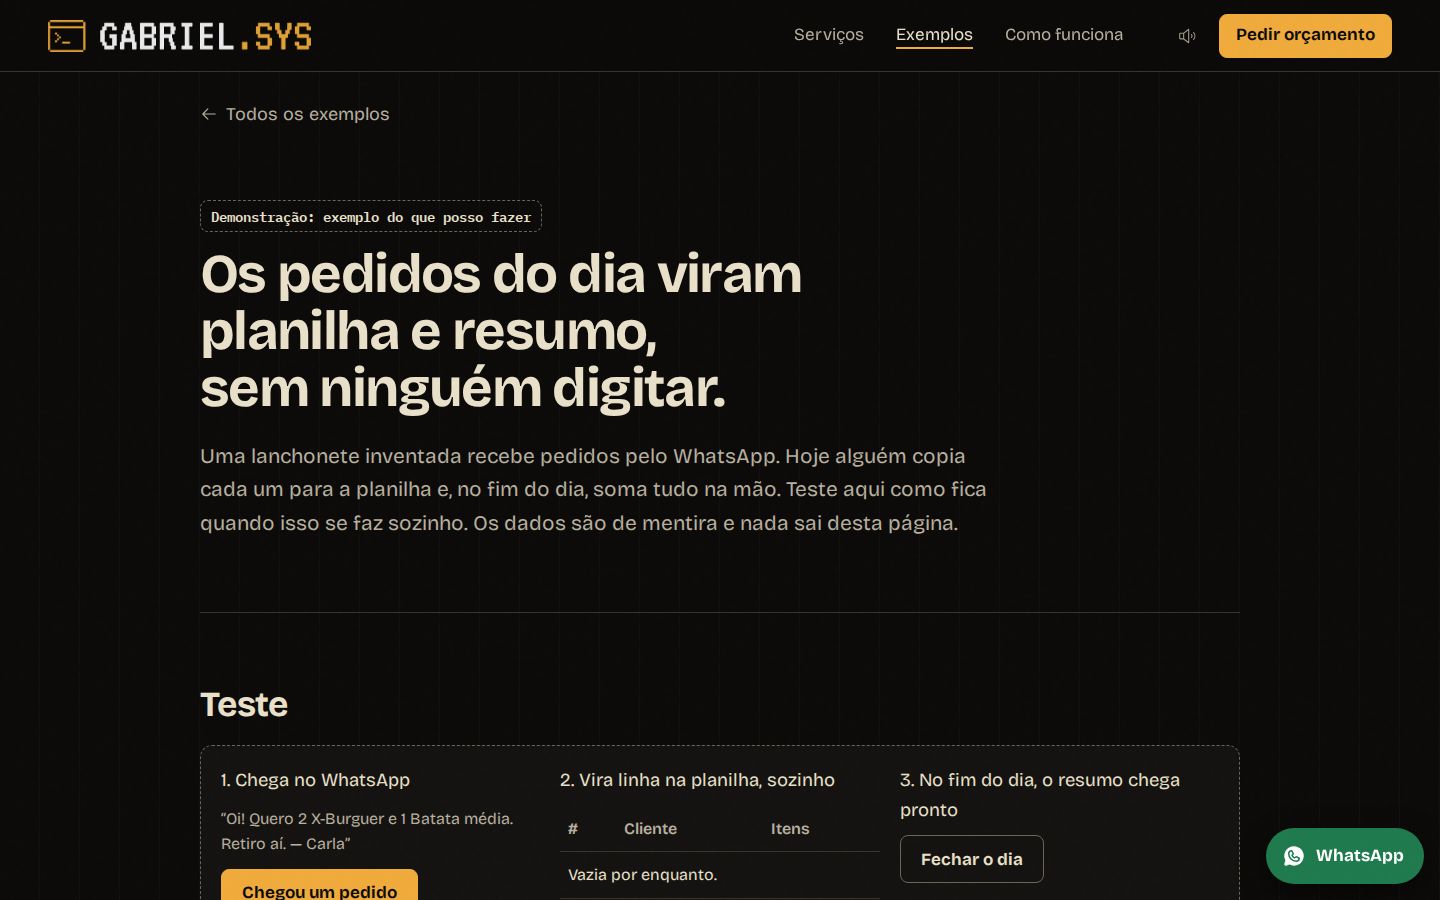 GABRIEL.SYS
Serviços
Exemplos
Como funciona
Pedir orçamento
← Todos os exemplos
Demonstração: exemplo do que posso fazer
Os pedidos do dia viram
planilha e resumo,
sem ninguém digitar.
Uma lanchonete inventada recebe pedidos pelo WhatsApp. Hoje alguém copia
cada um para a planilha e, no fim do dia, soma tudo na mão. Teste aqui como fica
quando isso se faz sozinho. Os dados são de mentira e nada sai desta página.
Teste
1. Chega no WhatsApp
"Oi! Quero 2 X-Burguer e 1 Batata média.
Retiro aí. — Carla"
Chegou um pedido
2. Vira linha na planilha, sozinho
# Cliente Itens
Vazia por enquanto.
3. No fim do dia, o resumo chega
pronto
Fechar o dia
WhatsApp